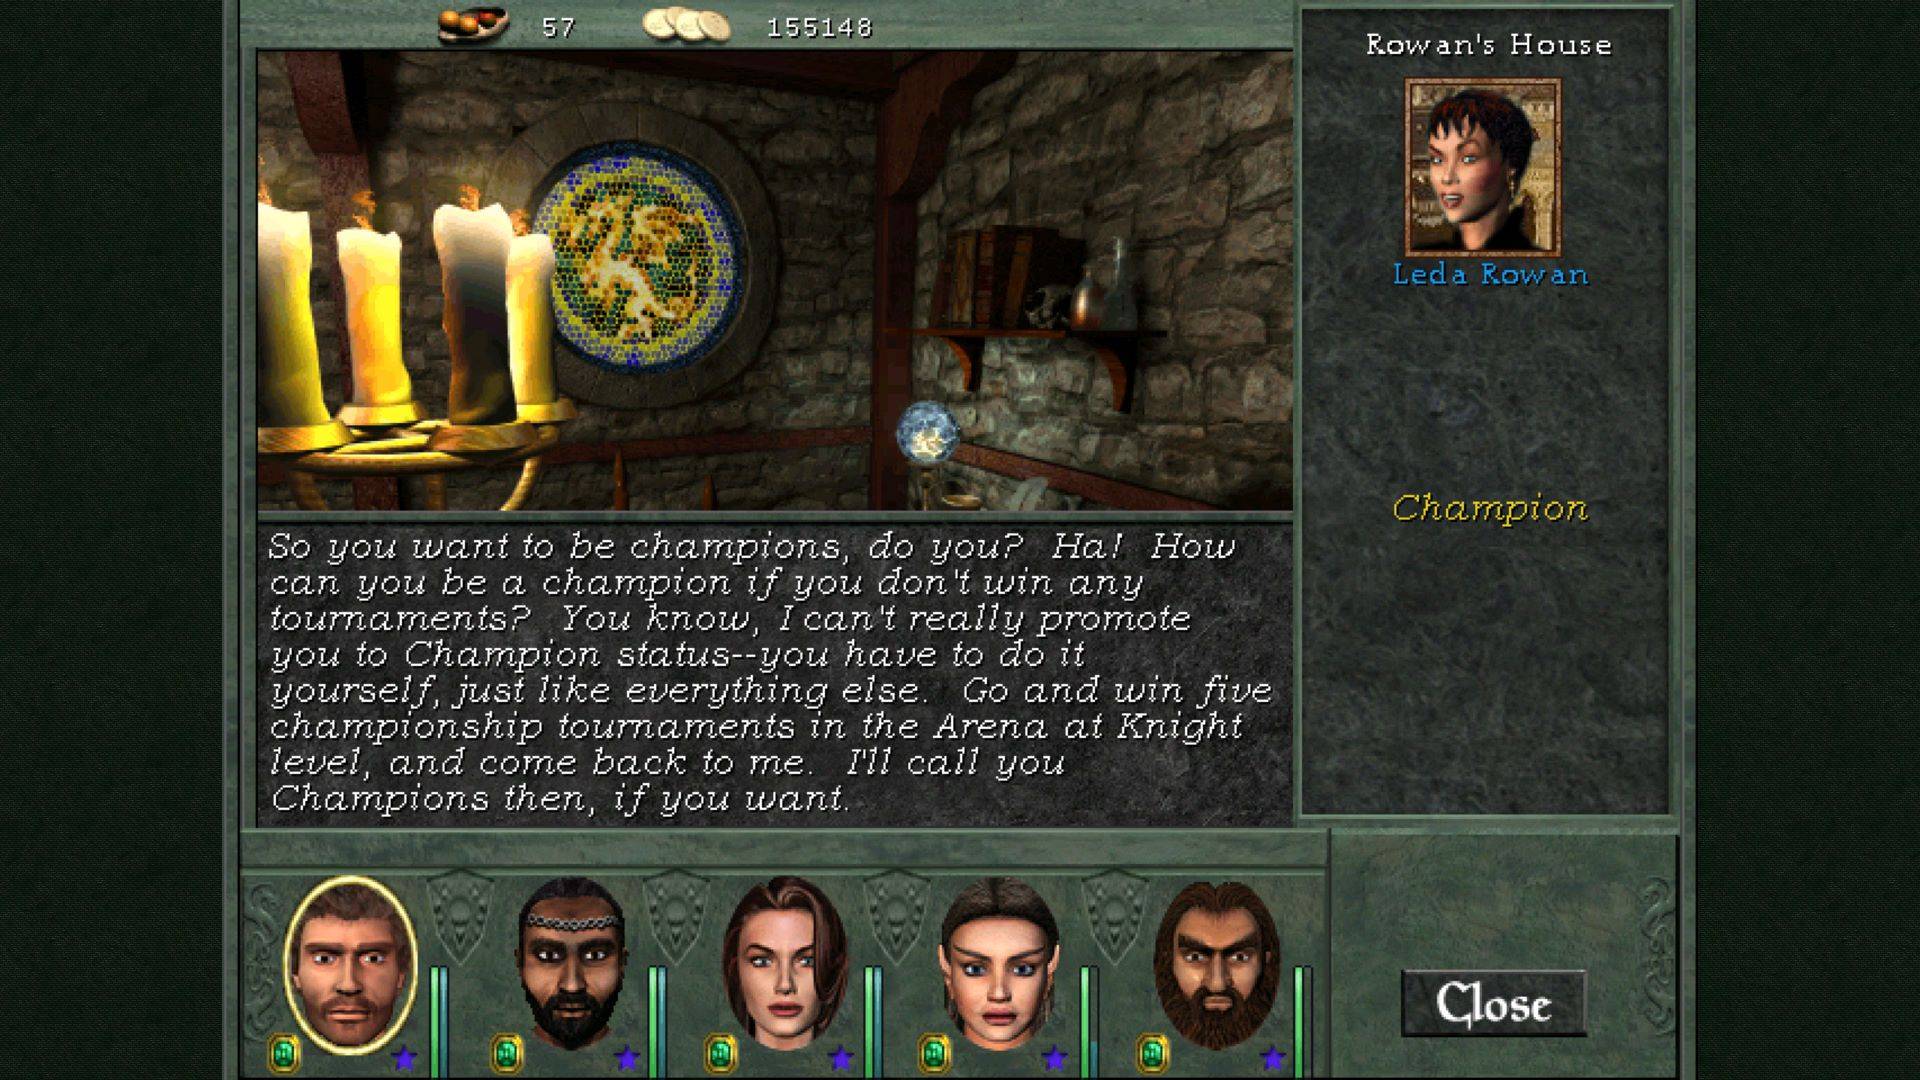 57 155148
Rowan's House
Leda Rowan
Champion
So you want to be champions, do you?  Ha!  How
can you be a champion if you don't win any
tournaments?  You know, I can't really promote
you to Champion status--you have to do it
yourself, just like everything else.  Go and win five
championship tournaments in the Arena at Knight
level, and come back to me.  I'll call you
Champions then, if you want.
Close